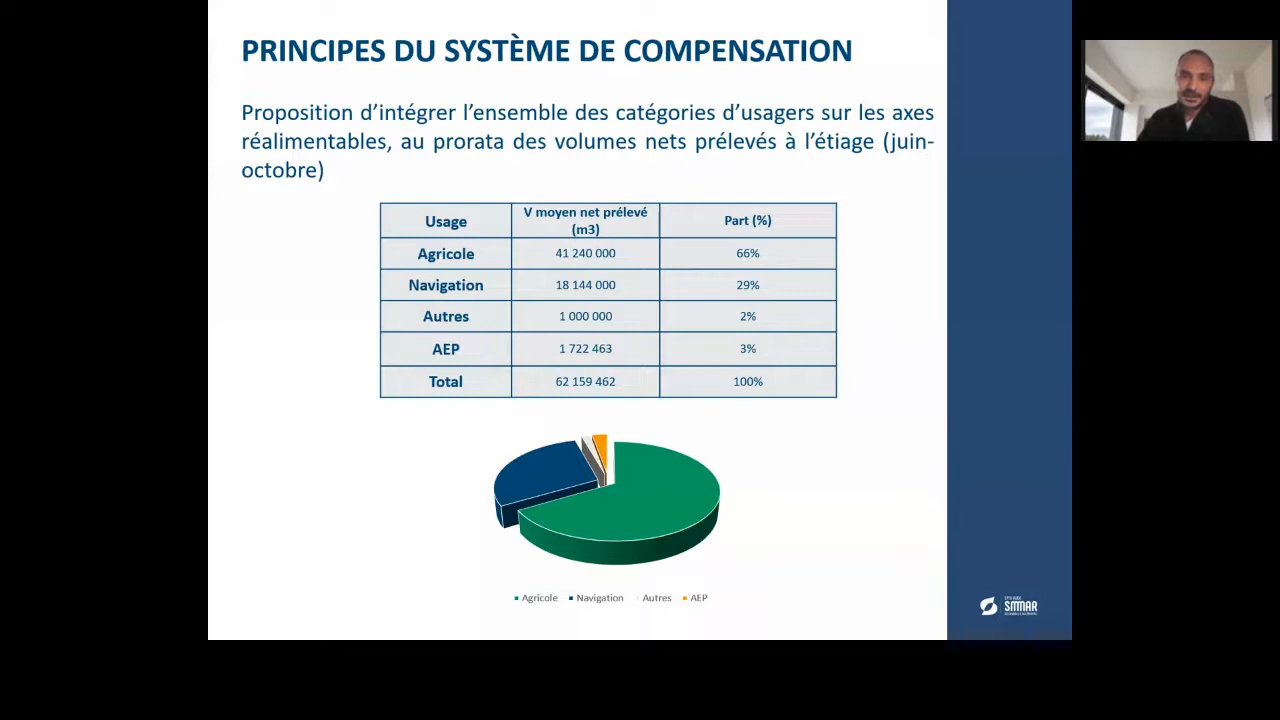 PRINCIPES DU SYSTÈME DE COMPENSATION
Proposition d’intégrer l’ensemble des catégories d’usagers sur les axes
réalimentables, au prorata des volumes nets prélevés à l’étiage (juin-
octobre)
Usage
V moyen net prélevé
(m3)
Part (%)
Agricole
41 240 000
66%
Navigation
18 144 000
29%
Autres
1 000 000
2%
AEP
1 722 463
3%
Total
62 159 462
100%
Agricole
Navigation
Autres
AEP
SMMAR